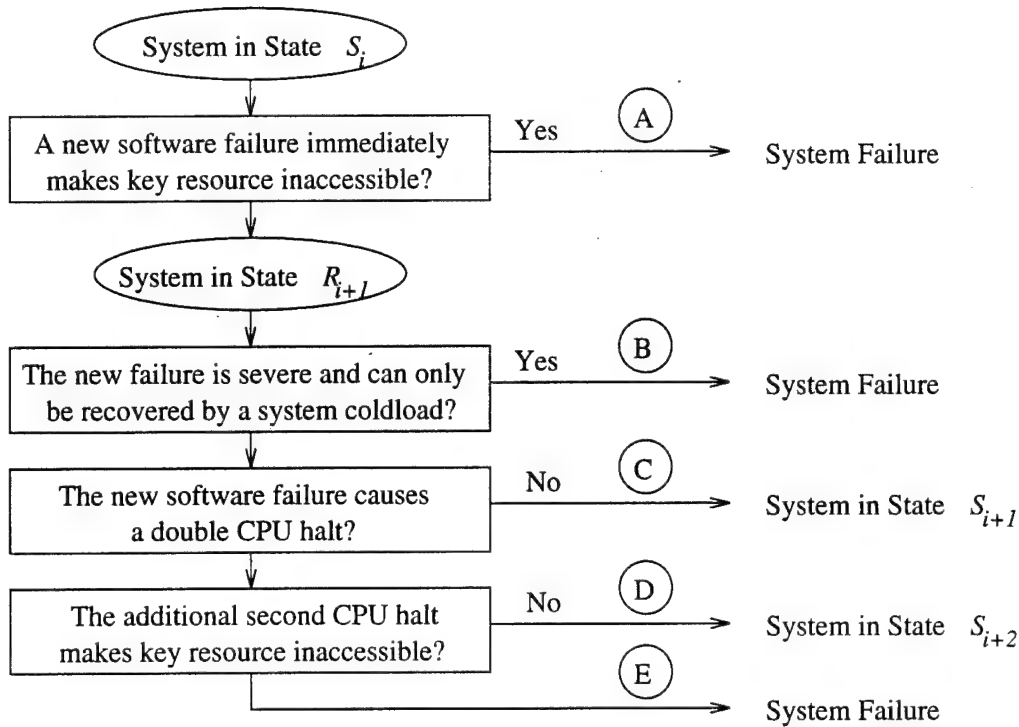 System in State S_i
A new software failure immediately
makes key resource inaccessible?
Yes
A
System Failure
System in State R_{i+1}
The new failure is severe and can only
be recovered by a system coldload?
Yes
B
System Failure
The new software failure causes
a double CPU halt?
No
C
System in State S_{i+1}
The additional second CPU halt
makes key resource inaccessible?
No
D
System in State S_{i+2}
E
System Failure